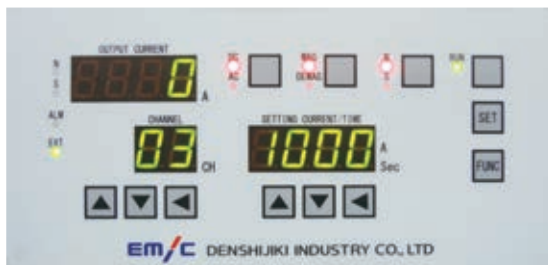 OUTPUT CURRENT
N
S
0 A
DC
AC
MAG
DEMAG
N
S
RUN
ALM
EXT
CHANNEL
03 CH
SETTING CURRENT/TIME
1000 A
Sec
SET
FUNC
EMIC DENSHIJIKI INDUSTRY CO., LTD